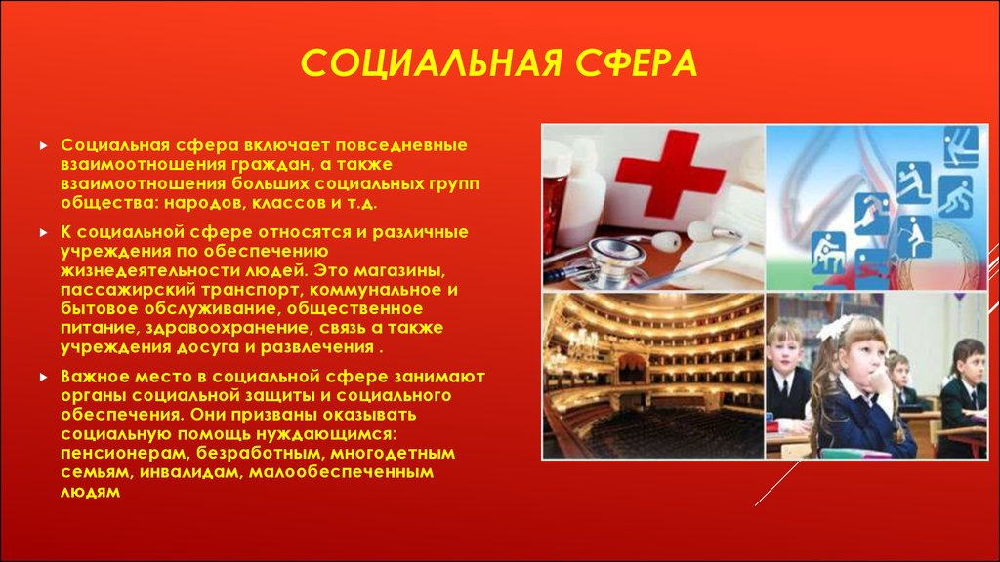 СОЦИАЛЬНАЯ СФЕРА
Социальная сфера включает повседневные
взаимоотношения граждан, а также
взаимоотношения больших социальных групп
общества: народов, классов и т.д.
К социальной сфере относятся и различные
учреждения по обеспечению
жизнедеятельности людей. Это магазины,
пассажирский транспорт, коммунальное и
бытовое обслуживание, общественное
питание, здравоохранение, связь а также
учреждения досуга и развлечения .
Важное место в социальной сфере занимают
органы социальной защиты и социального
обеспечения. Они призваны оказывать
социальную помощь нуждающимся:
пенсионерам, безработным, многодетным
семьям, инвалидам, малообеспеченным
людям